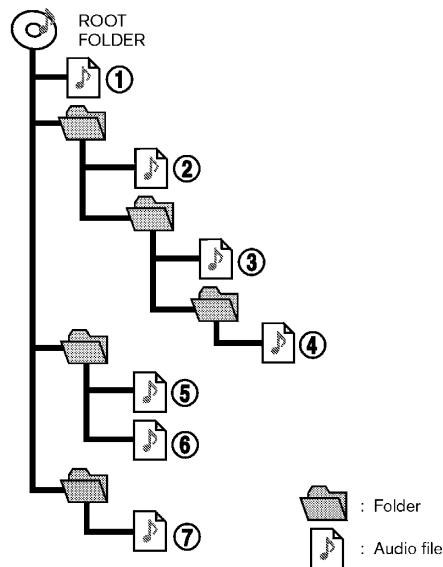 ROOT
FOLDER
①
②
③
④
⑤
⑥
⑦
: Folder
: Audio file